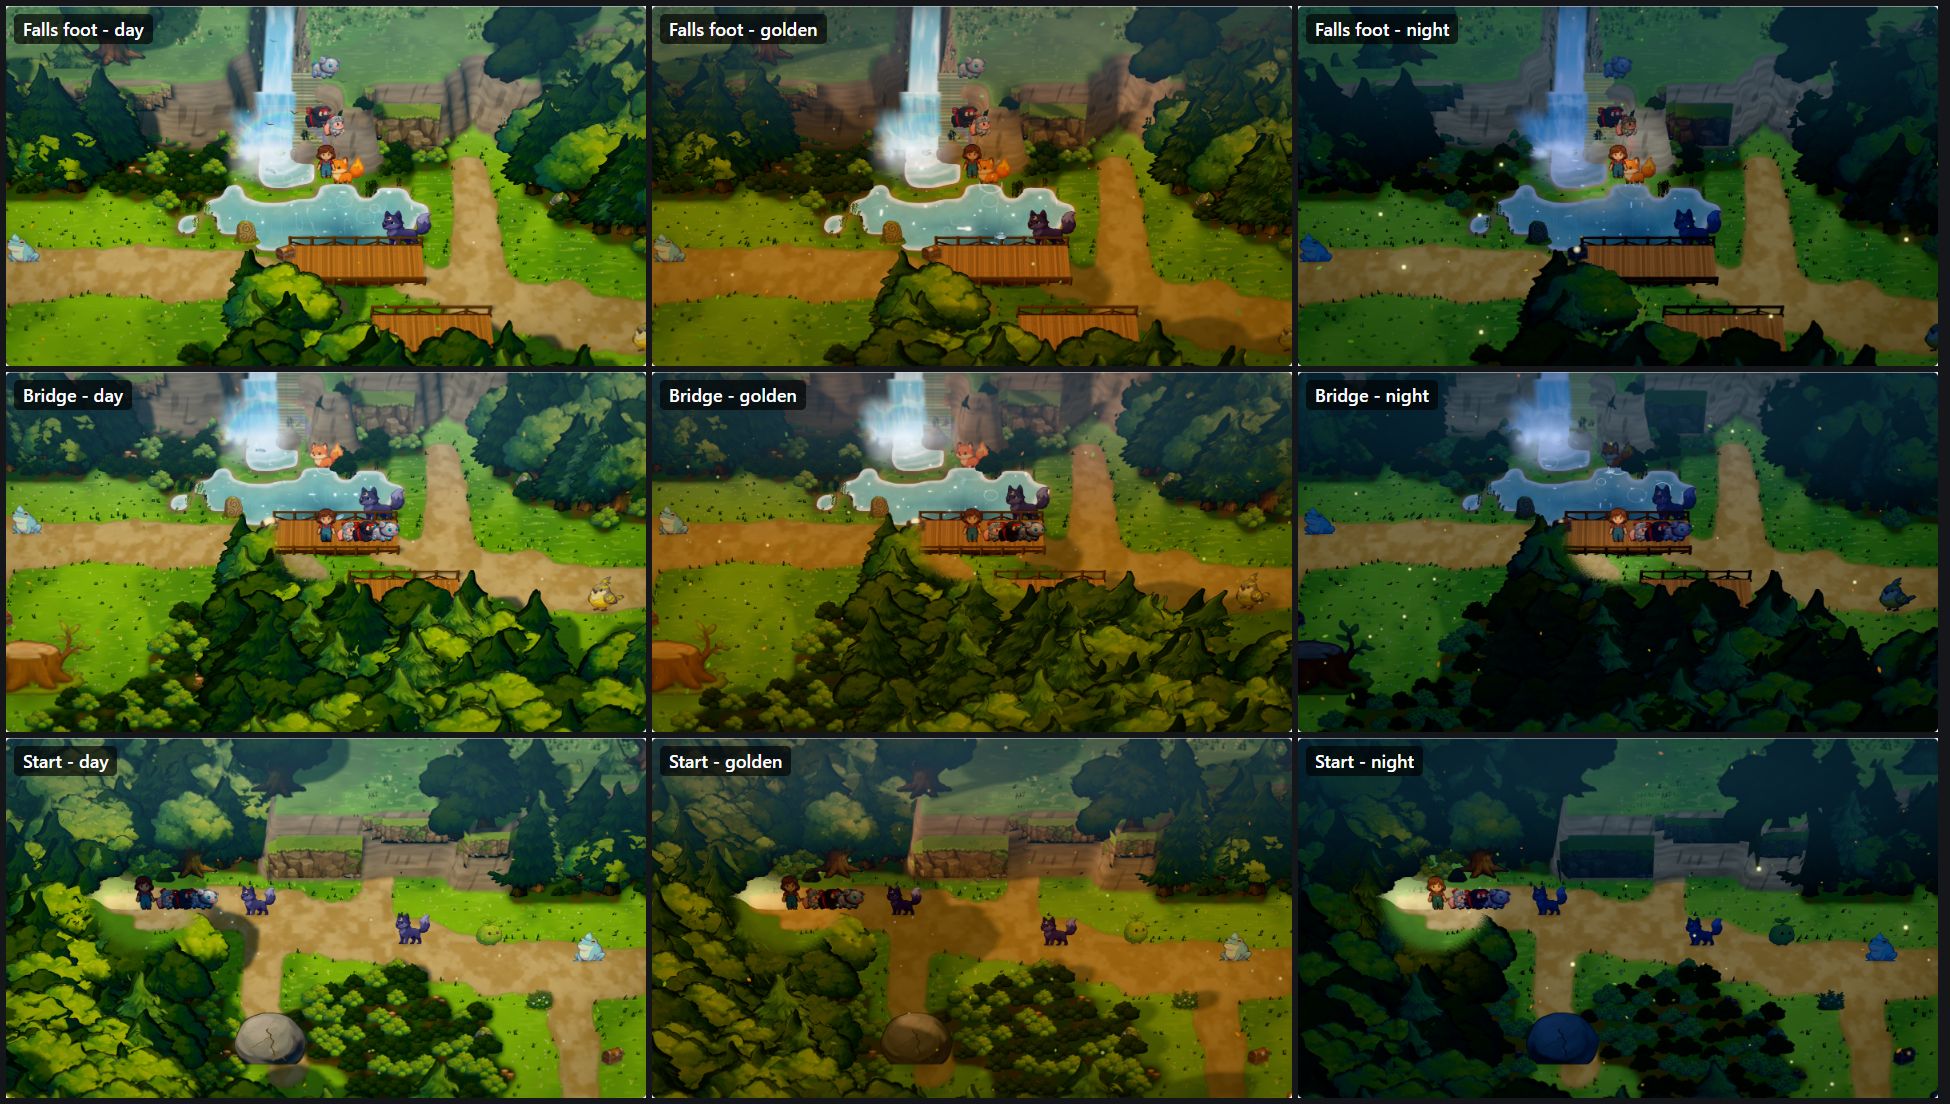 Falls foot - day
Falls foot - golden
Falls foot - night
Bridge - day
Bridge - golden
Bridge - night
Start - day
Start - golden
Start - night